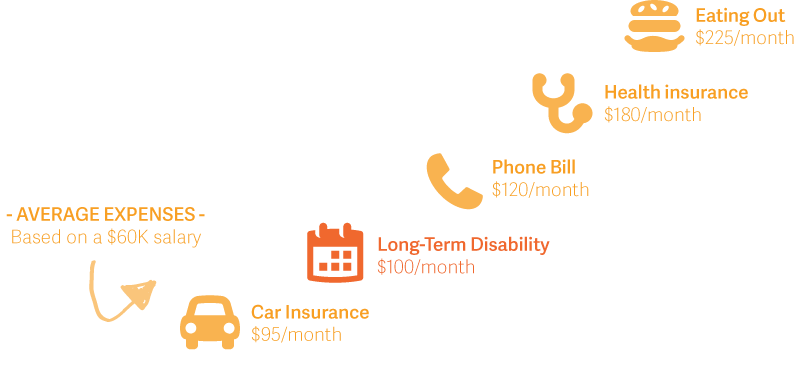 Eating Out
$225/month
Health insurance
$180/month
Phone Bill
$120/month
- AVERAGE EXPENSES -
Based on a $60K salary
Long-Term Disability
$100/month
Car Insurance
$95/month